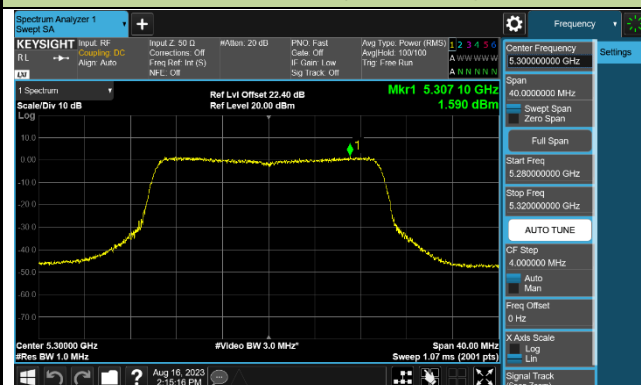 Spectrum Analyzer 1
Swept SA
+
Frequency
KEYSIGHT Input: RF
Coupling: DC
Align: Auto
RL
Input Z: 50 Ω
Corrections: Off
Freq Ref: Int (S)
NFE: Off
#Atten: 20 dB
PNO: Fast
Gate: Off
IF Gain: Low
Sig Track: Off
Avg Type: Power (RMS)
Avg|Hold: 100/100
Trig: Free Run
1 2 3 4 5 6
A W W W W W
A N N N N N
LXI
1 Spectrum
Scale/Div 10 dB
Log
Ref Lvl Offset 22.40 dB
Ref Level 20.00 dBm
Mkr1 5.307 10 GHz
1.590 dBm
1
10.0
0.00
-10.0
-20.0
-30.0
-40.0
-50.0
-60.0
-70.0
Center 5.30000 GHz
#Res BW 1.0 MHz
#Video BW 3.0 MHz*
Span 40.00 MHz
Sweep 1.07 ms (2001 pts)
Aug 16, 2023
2:15:16 PM
Center Frequency
5.300000000 GHz
Settings
Span
40.0000000 MHz
Swept Span
Zero Span
Full Span
Start Freq
5.280000000 GHz
Stop Freq
5.320000000 GHz
AUTO TUNE
CF Step
4.000000 MHz
Auto
Man
Freq Offset
0 Hz
X Axis Scale
Log
Lin
Signal Track
(Span Zoom)